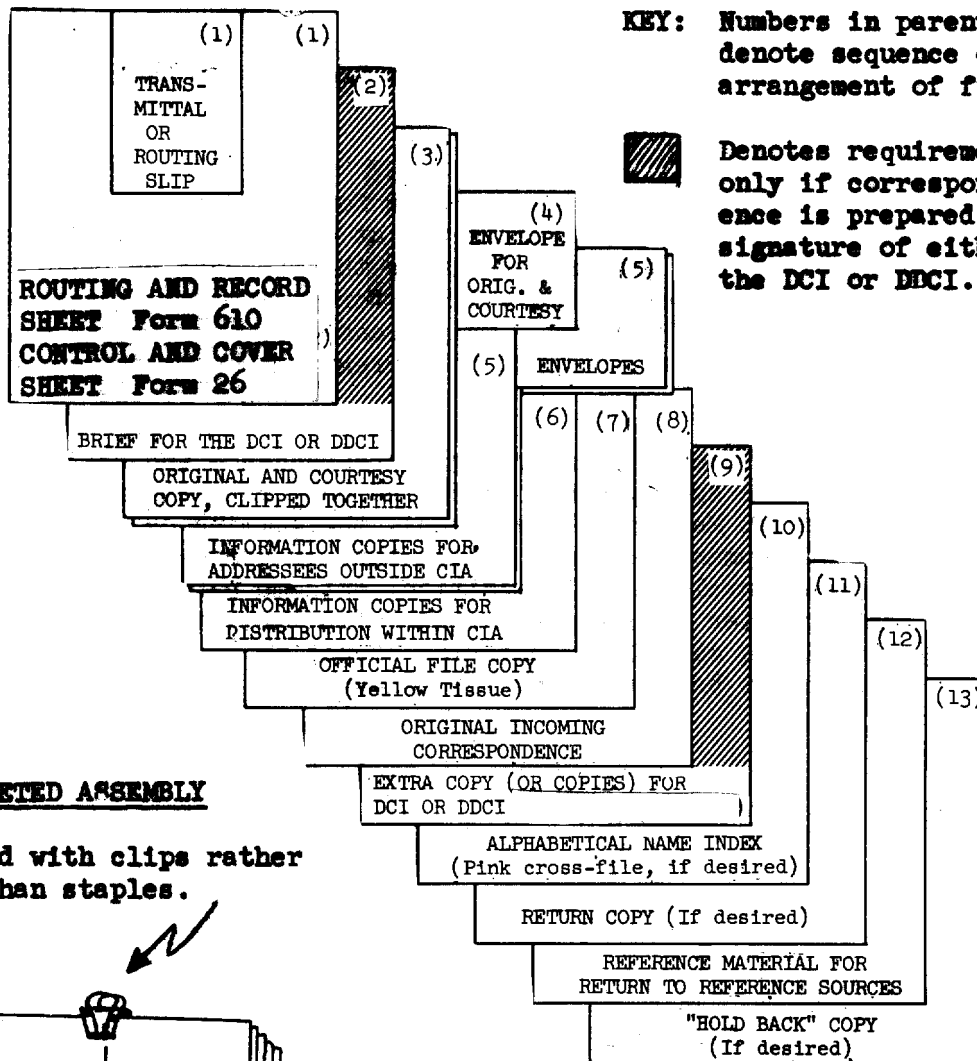 (1)
(1)
TRANS-
MITTAL
OR
ROUTING
SLIP
ROUTING AND RECORD
SHEET Form 610
CONTROL AND COVER
SHEET Form 26
KEY: Numbers in
denote sequence
arrangement of
Denotes
only if
ence is prepared
signature of
the DCI or DDCI.
(2)
BRIEF FOR THE DCI OR DDCI
(3)
ORIGINAL AND COURTESY
COPY, CLIPPED TOGETHER
(4)
ENVELOPE
FOR
ORIG. &
COURTESY
(5)
ENVELOPES
(5)
INFORMATION COPIES FOR
ADDRESSEES OUTSIDE CIA
(6)
INFORMATION COPIES FOR
DISTRIBUTION WITHIN CIA
(7)
OFFICIAL FILE COPY
(Yellow Tissue)
(8)
ORIGINAL INCOMING
CORRESPONDENCE
(9)
EXTRA COPY (OR COPIES) FOR
DCI OR DDCI
(10)
ALPHABETICAL NAME INDEX
(Pink cross-file, if desired)
(11)
RETURN COPY (If desired)
(12)
REFERENCE MATERIAL FOR
RETURN TO REFERENCE SOURCES
(13)
"HOLD BACK" COPY
(If desired)
ASSEMBLY
with clips rather
than staples.